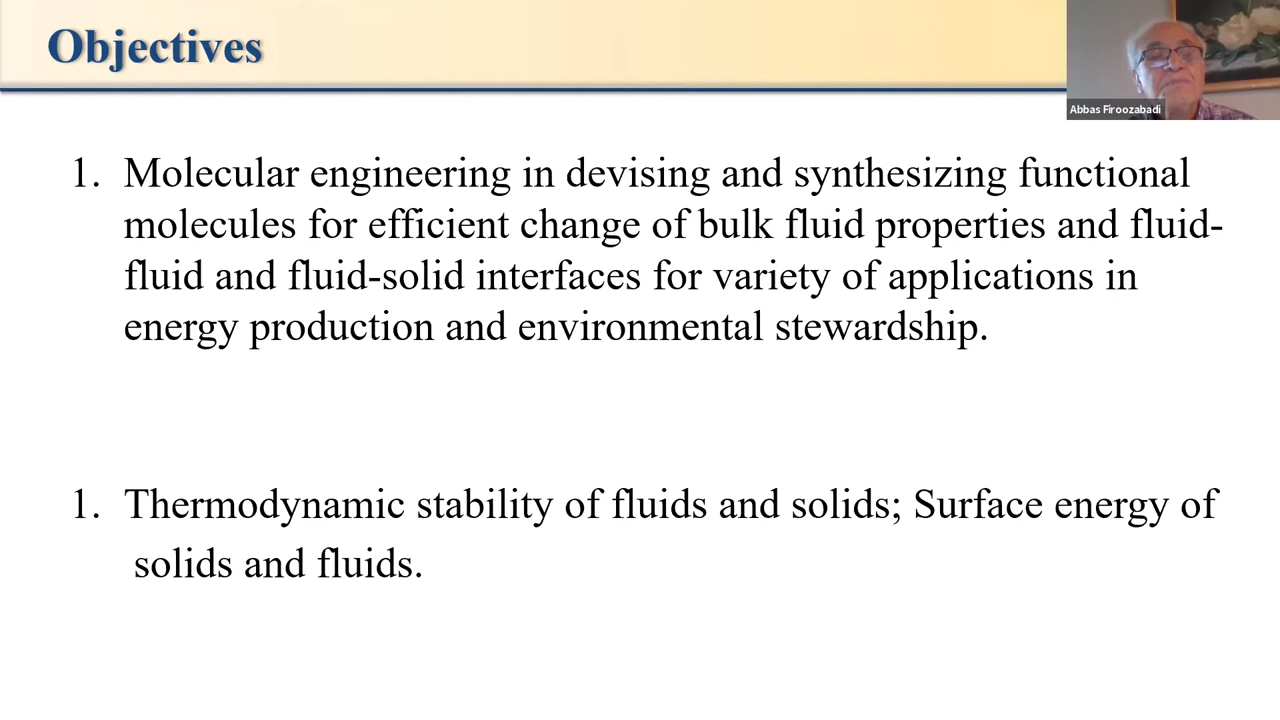 Objectives
Abbas Firoozabadi
1. Molecular engineering in devising and synthesizing functional
molecules for efficient change of bulk fluid properties and fluid-
fluid and fluid-solid interfaces for variety of applications in
energy production and environmental stewardship.
1. Thermodynamic stability of fluids and solids; Surface energy of
solids and fluids.